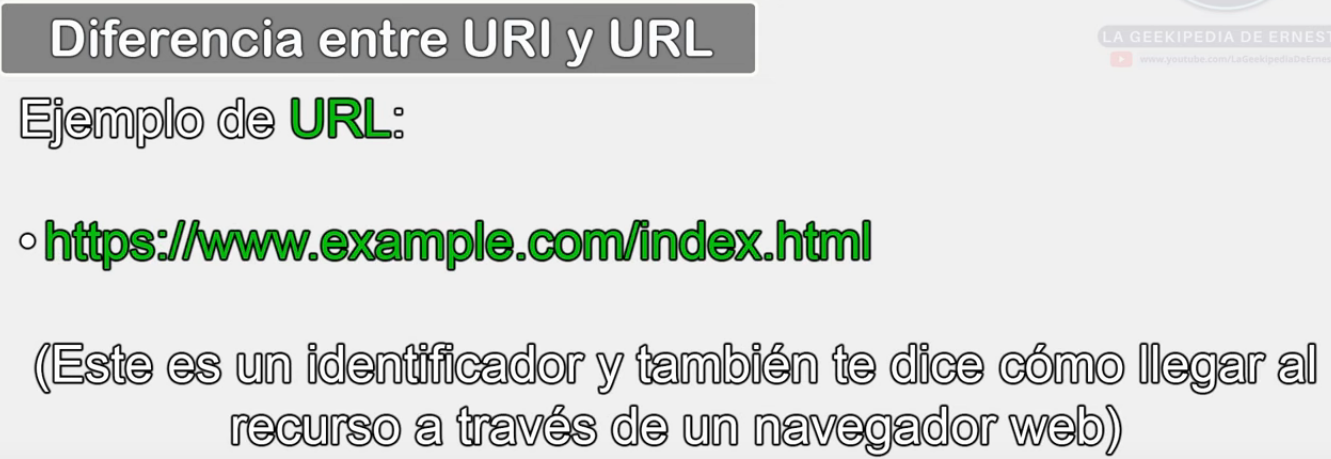 Diferencia entre URI y URL
LA GEEKIPEDIA DE ERNEST
www.youtube.com/LaGeekipediaDeErnes
Ejemplo de URL:
• https://www.example.com/index.html
(Este es un identificador y también te dice cómo llegar al
recurso a través de un navegador web)